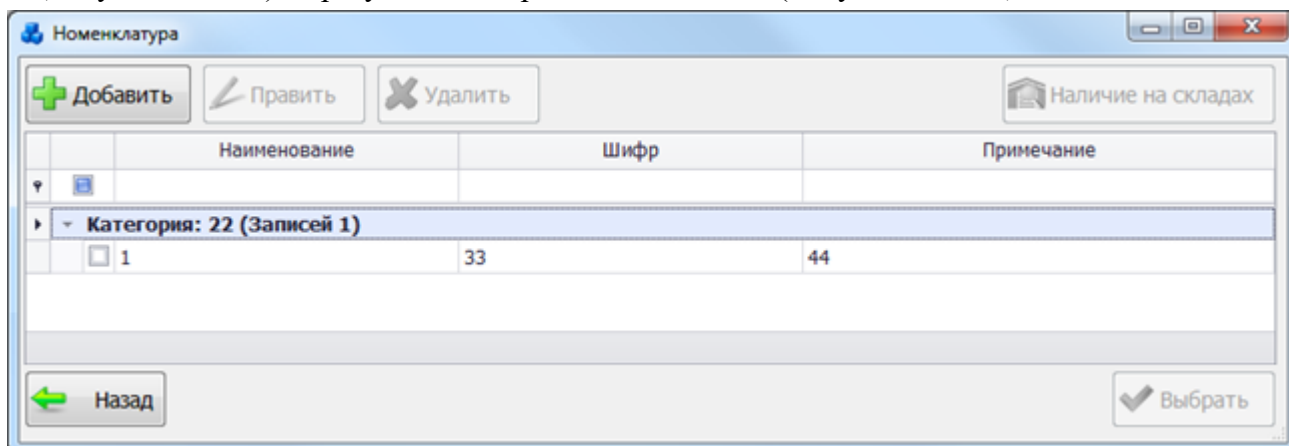 Номенклатура
Добавить Править Удалить Наличие на складах
Наименование Шифр Примечание
Категория: 22 (Записей 1)
1 33 44
Назад Выбрать